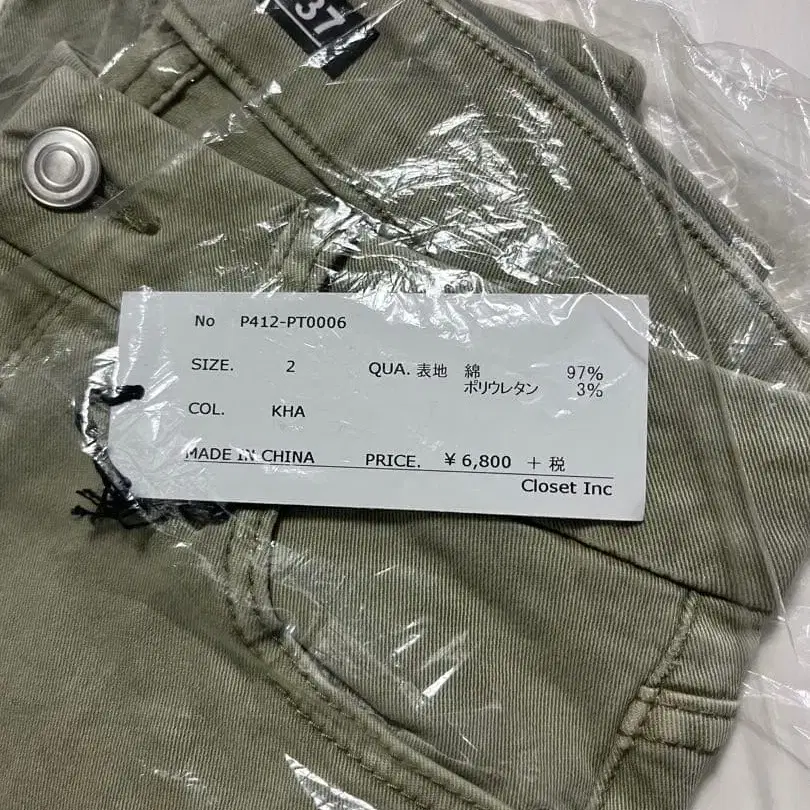 37
No P412-PT0006
SIZE. 2 QUA. 表地 綿 97%
ポリウレタン 3%
COL. KHA
MADE IN CHINA PRICE. ¥ 6,800 + 税
Closet Inc